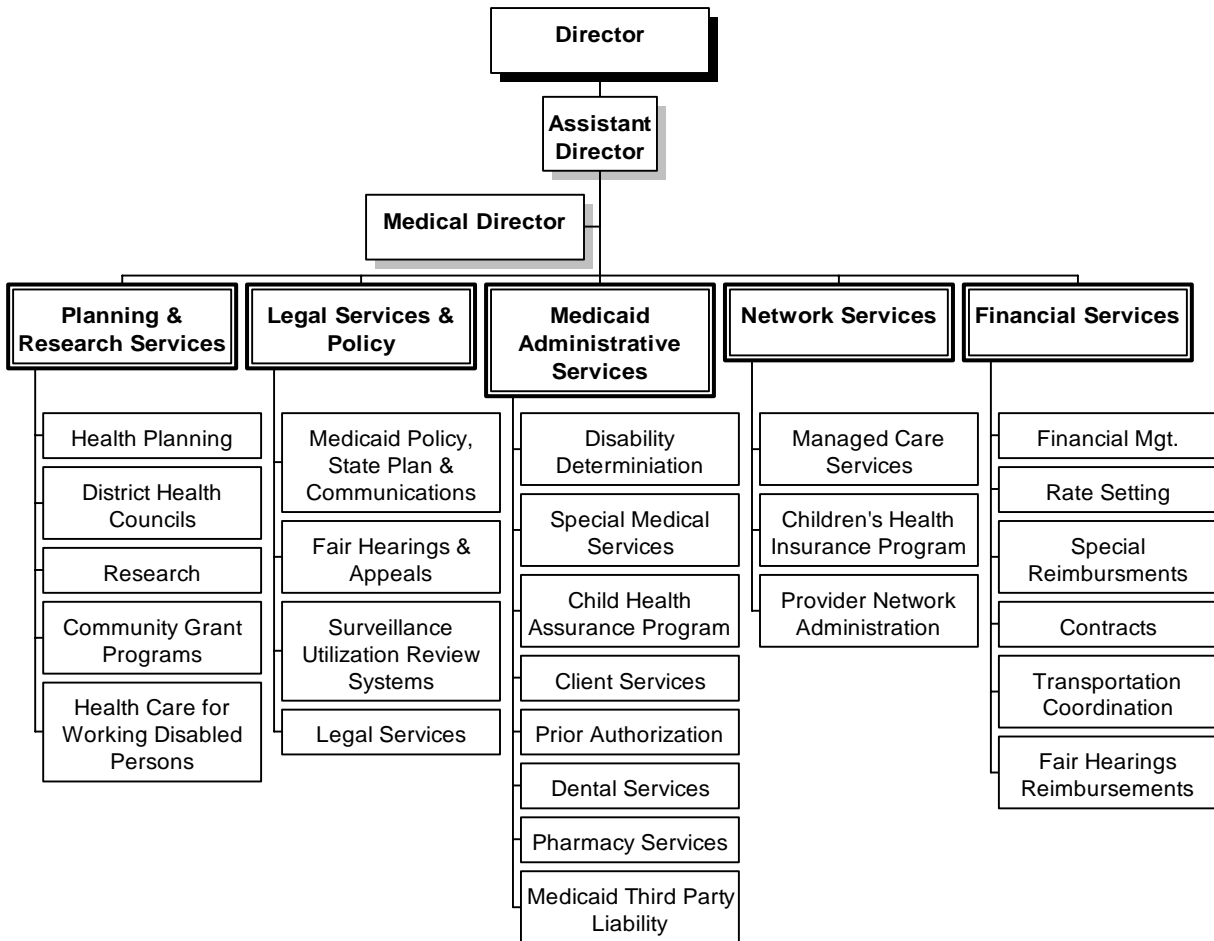 Director
Assistant
Director
Medical Director
Planning &
Research Services
Health Planning
District Health
Councils
Research
Community Grant
Programs
Health Care for
Working Disabled
Persons
Legal Services &
Policy
Medicaid Policy,
State Plan &
Communications
Fair Hearings &
Appeals
Surveillance
Utilization Review
Systems
Legal Services
Medicaid
Administrative
Services
Disability
Determiniation
Special Medical
Services
Child Health
Assurance Program
Client Services
Prior Authorization
Dental Services
Pharmacy Services
Medicaid Third Party
Liability
Network Services
Managed Care
Services
Children's Health
Insurance Program
Provider Network
Administration
Financial Services
Financial Mgt.
Rate Setting
Special
Reimbursments
Contracts
Transportation
Coordination
Fair Hearings
Reimbursements